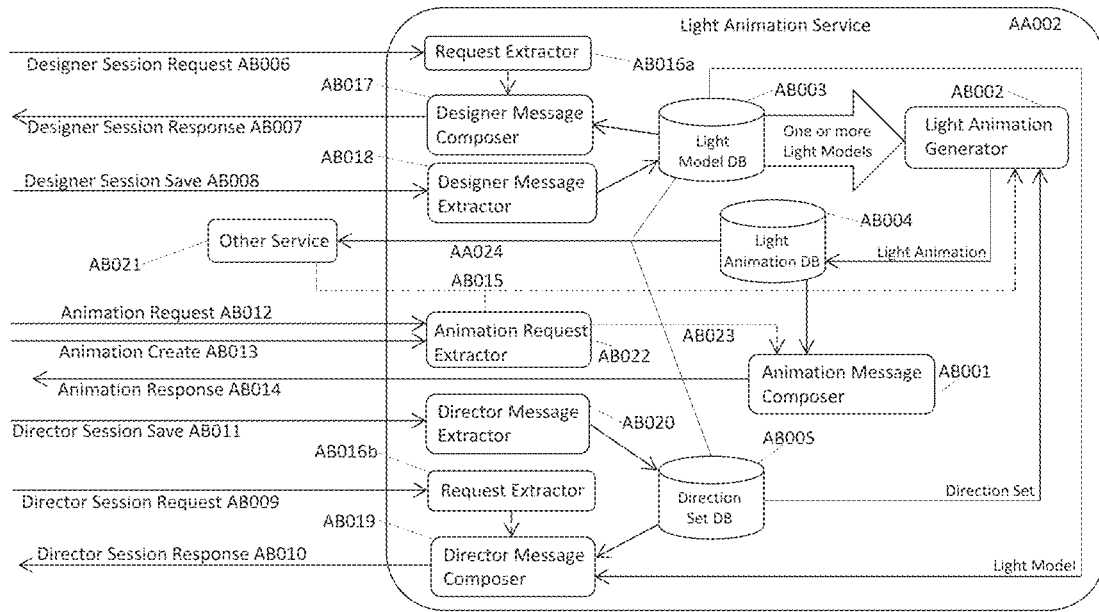 Light Animation Service AA002
Designer Session Request AB006
Request Extractor
AB016a
AB017
Designer Session Response AB007
Designer Message
Composer
AB003
Light
Model DB
One or more
Light Models
AB002
Light Animation
Generator
AB018
Designer Session Save AB008
Designer Message
Extractor
AB004
Other Service
AB021
AA024
Light
Animation DB
Light Animation
AB015
Animation Request AB012
Animation Request
Extractor
AB023
Animation Create AB013
AB022
Animation Response AB014
Animation Message
Composer
AB001
Director Session Save AB011
Director Message
Extractor
AB020
AB005
AB016b
Director Session Request AB009
Request Extractor
Direction
Set DB
Direction Set
AB019
Director Session Response AB010
Director Message
Composer
Light Model